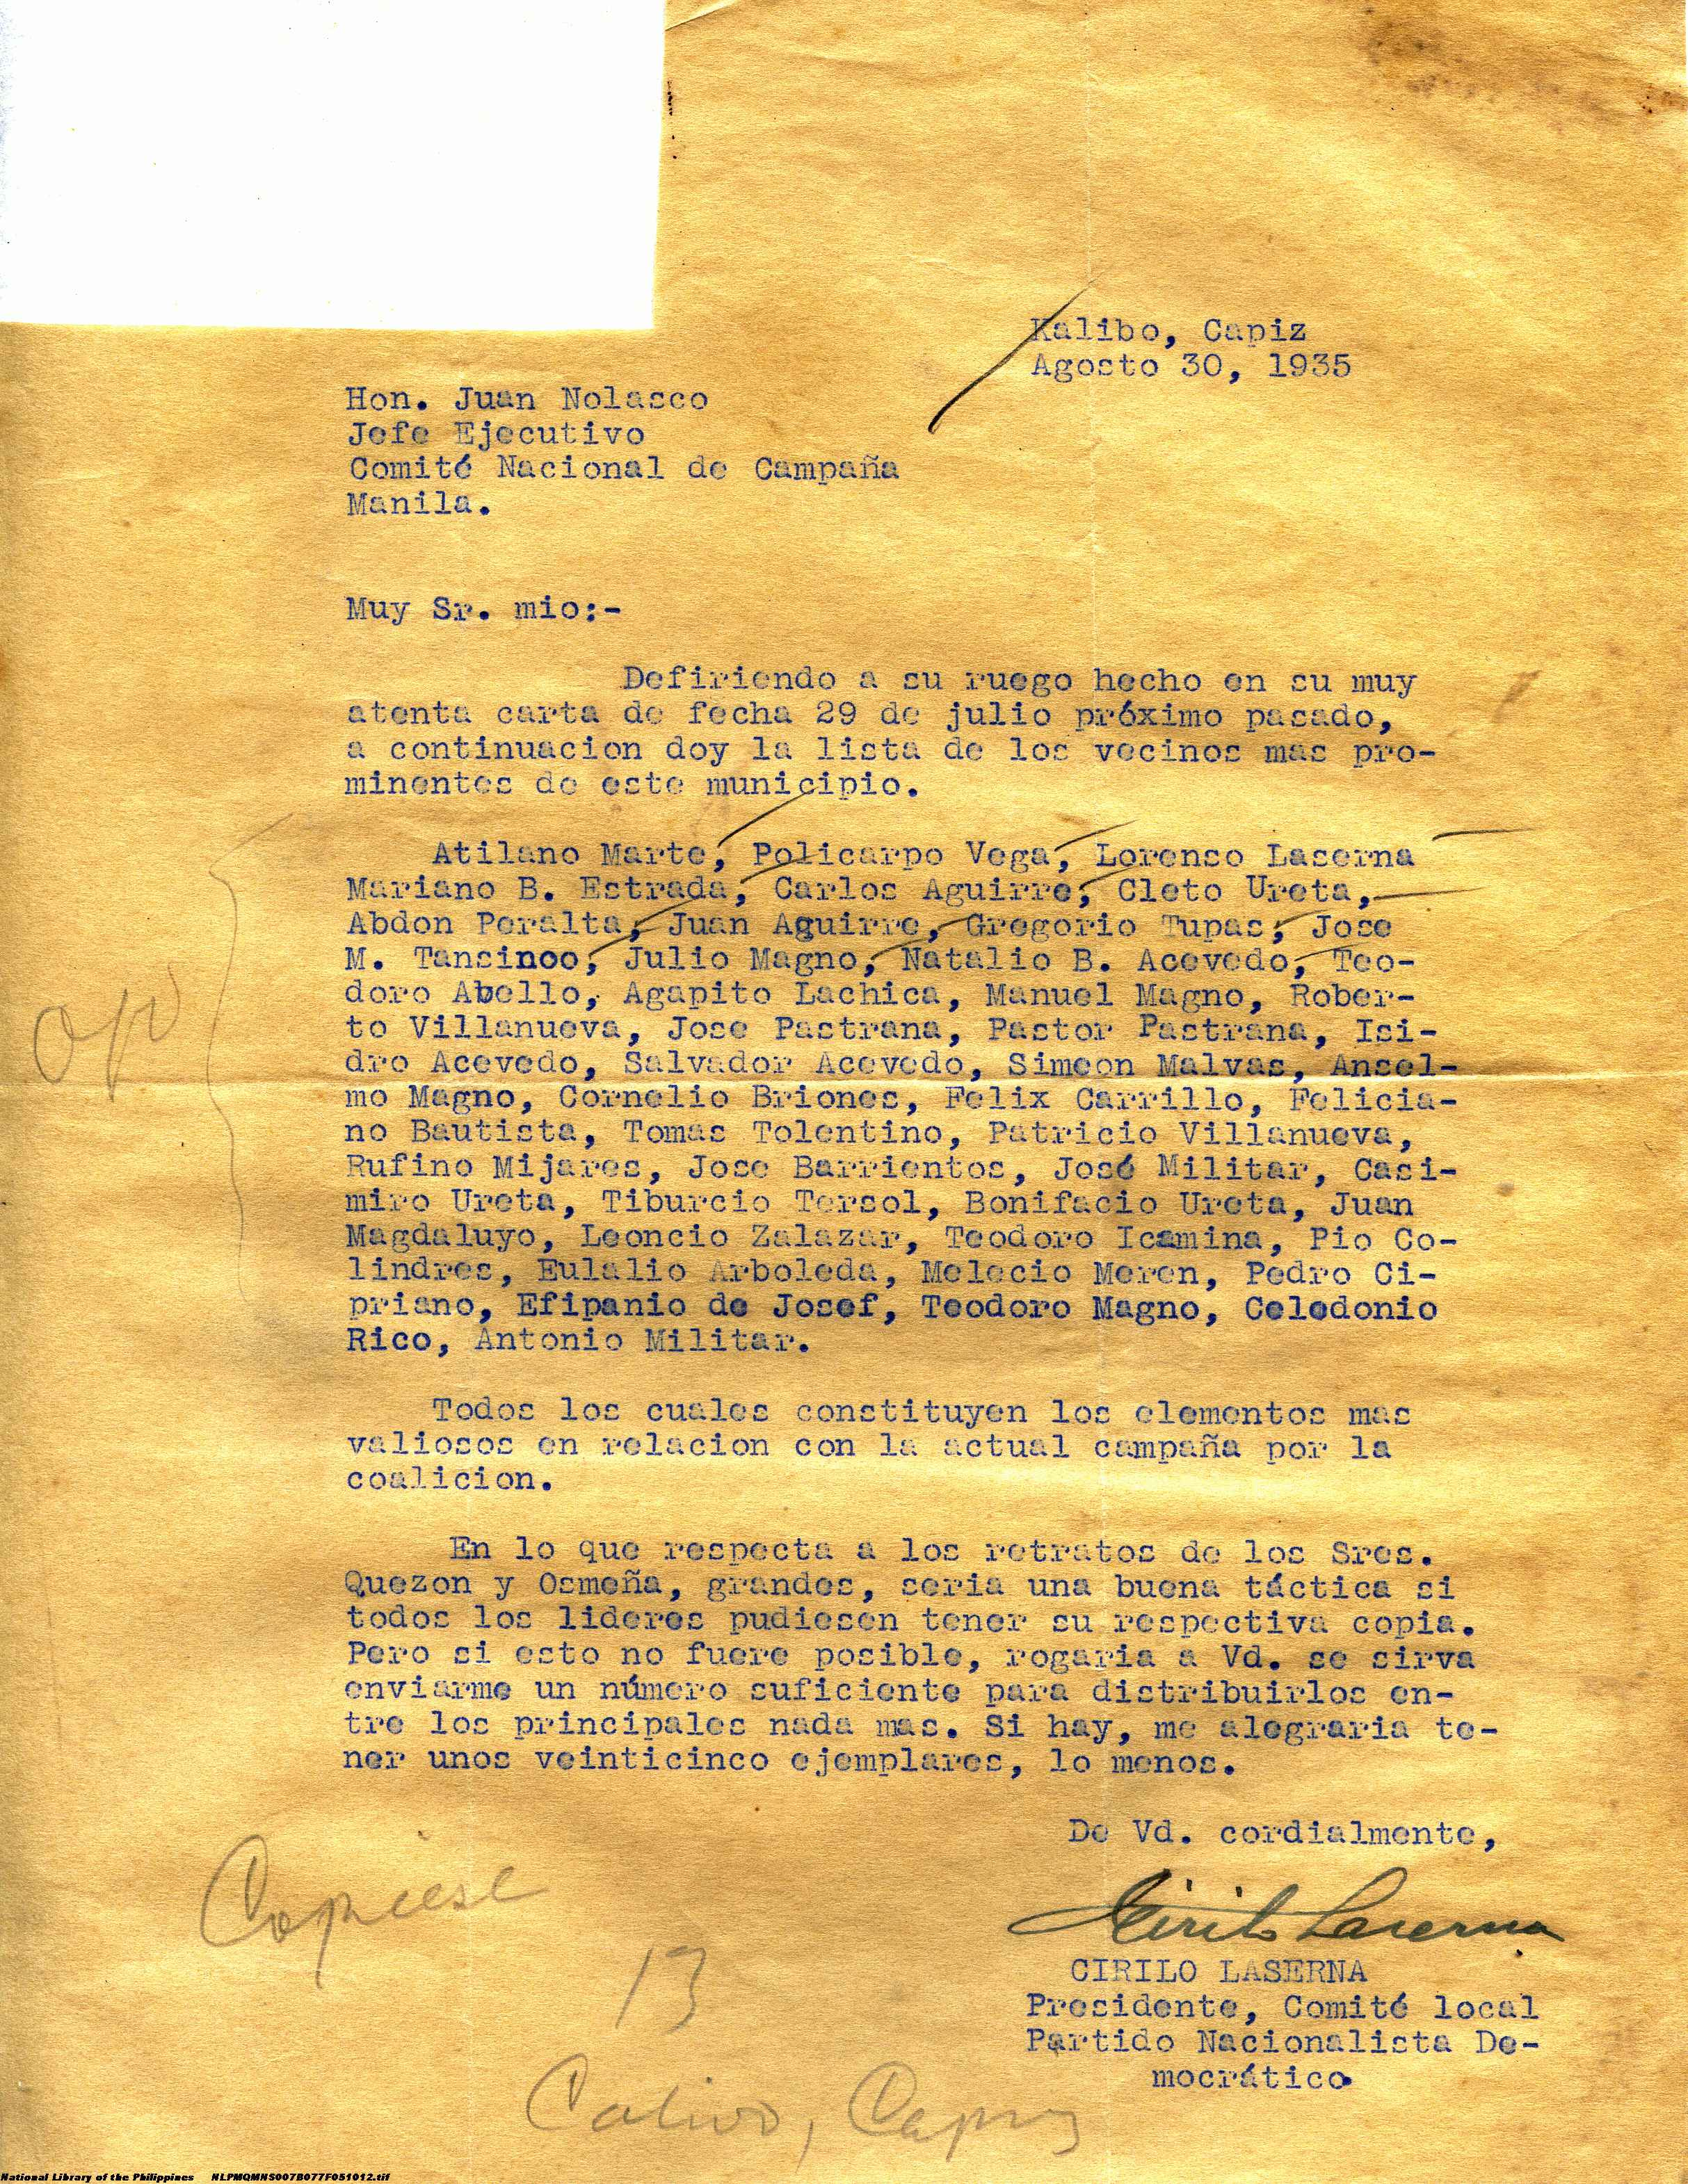 Kalibo, Capiz
Agosto 30, 1935
Hon. Juan Nolasco
Jefe Ejecutivo
Comité Nacional de Campaña
Manila.
Muy Sr. mio:-
Defiriendo a su ruego hecho en su muy
atenta carta de fecha 29 de julio próximo pasado,
a continuacion doy la lista de los vecinos mas pro-
minentes de este municipio.
Atilano Marte, Policarpo Vega, Lorenso Laserna
Mariano B. Estrada, Carlos Aguirre, Cleto Ureta,
Abdon Peralta, Juan Aguirre, Gregorio Tupas, Jose
M. Tansinco, Julio Magno, Natalio B. Acevedo, Teo-
doro Abello, Agapito Lachica, Manuel Magno, Rober-
to Villanueva, Jose Pastrana, Pastor Pastrana, Isi-
dro Acevedo, Salvador Acevedo, Simeon Malvas, Ansel-
mo Magno, Cornelio Briones, Felix Carrillo, Felicia-
no Bautista, Tomas Tolentino, Patricio Villanueva,
Rufino Mijares, Jose Barrientos, José Militar, Casi-
miro Ureta, Tiburcio Tersol, Bonifacio Ureta, Juan
Magdaluyo, Leoncio Zalazar, Teodoro Icamina, Pio Co-
lindres, Eulalio Arboleda, Melecio Meren, Pedro Ci-
priano, Efipanio de Josef, Teodoro Magno, Celedonio
Rico, Antonio Militar.
Todos los cuales constituyen los elementos mas
valiosos en relacion con la actual campaña por la
coalicion.
En lo que respecta a los retratos de los Sres.
Quezon y Osmeña, grandes, seria una buena táctica si
todos los lideres pudiesen tener su respectiva copia.
Pero si esto no fuere posible, rogaria a Vd. se sirva
enviarme un número suficiente para distribuirlos en-
tre los principales nada mas. Si hay, me alegraria te-
ner unos veinticinco ejemplares, lo menos.
De Vd. cordialmente,
Cirilo Laserna
CIRILO LASERNA
Presidente, Comité local
Partido Nacionalista De-
mocrático
Copiese
13
Calivo, Capiz
National Library of the Philippines NLPMQMNS007B077F051012.tif